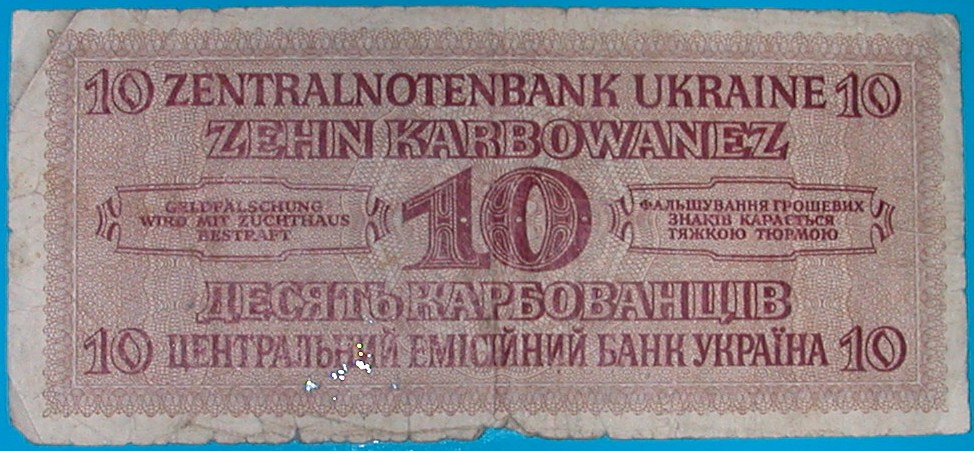 10 ZENTRALNOTENBANK UKRAINE 10
ZEHN KARBOWANEZ
GELDFÄLSCHUNG
WIRD MIT ZUCHTHAUS
BESTRAFT
10
ФАЛЬШУВАННЯ ГРОШЕВИХ
ЗНАКІВ КАРАЄТЬСЯ
ТЯЖКОЮ ТЮРМОЮ
ДЕСЯТЬ КАРБОВАНЦІВ
10 ЦЕНТРАЛЬНИЙ ЕМІСІЙНИЙ БАНК УКРАЇНА 10